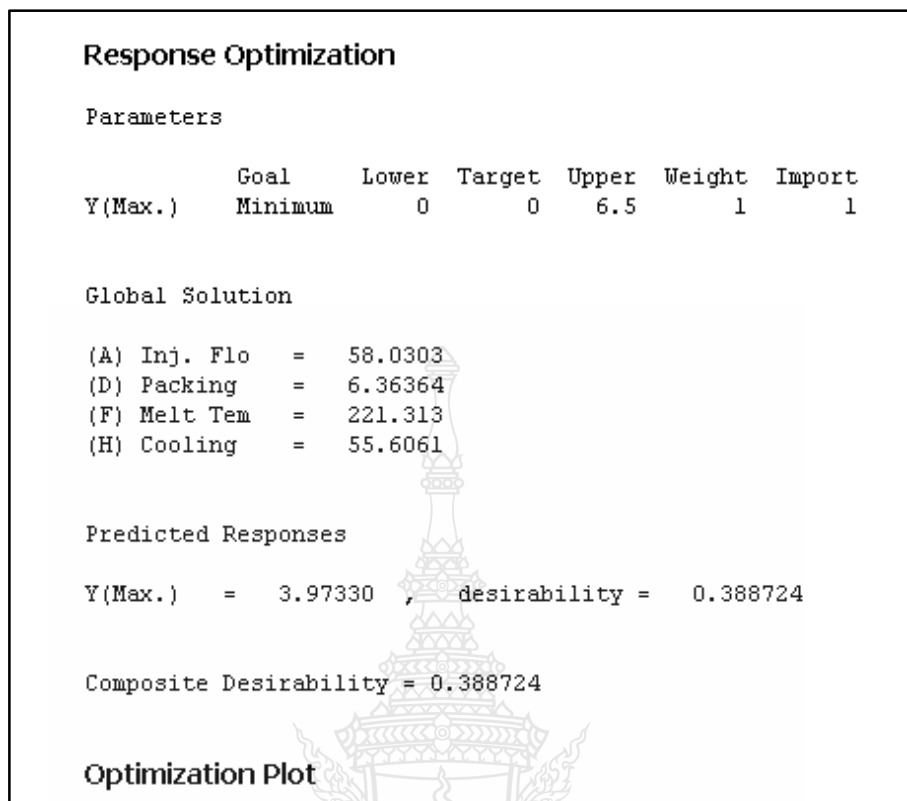 Response Optimization
Parameters
Goal Lower Target Upper Weight Import
Y(Max.) Minimum 0 0 6.5 1 1
Global Solution
(A) Inj. Flo = 58.0303
(D) Packing = 6.36364
(F) Melt Tem = 221.313
(H) Cooling = 55.6061
Predicted Responses
Y(Max.) = 3.97330 , desirability = 0.388724
Composite Desirability = 0.388724
Optimization Plot